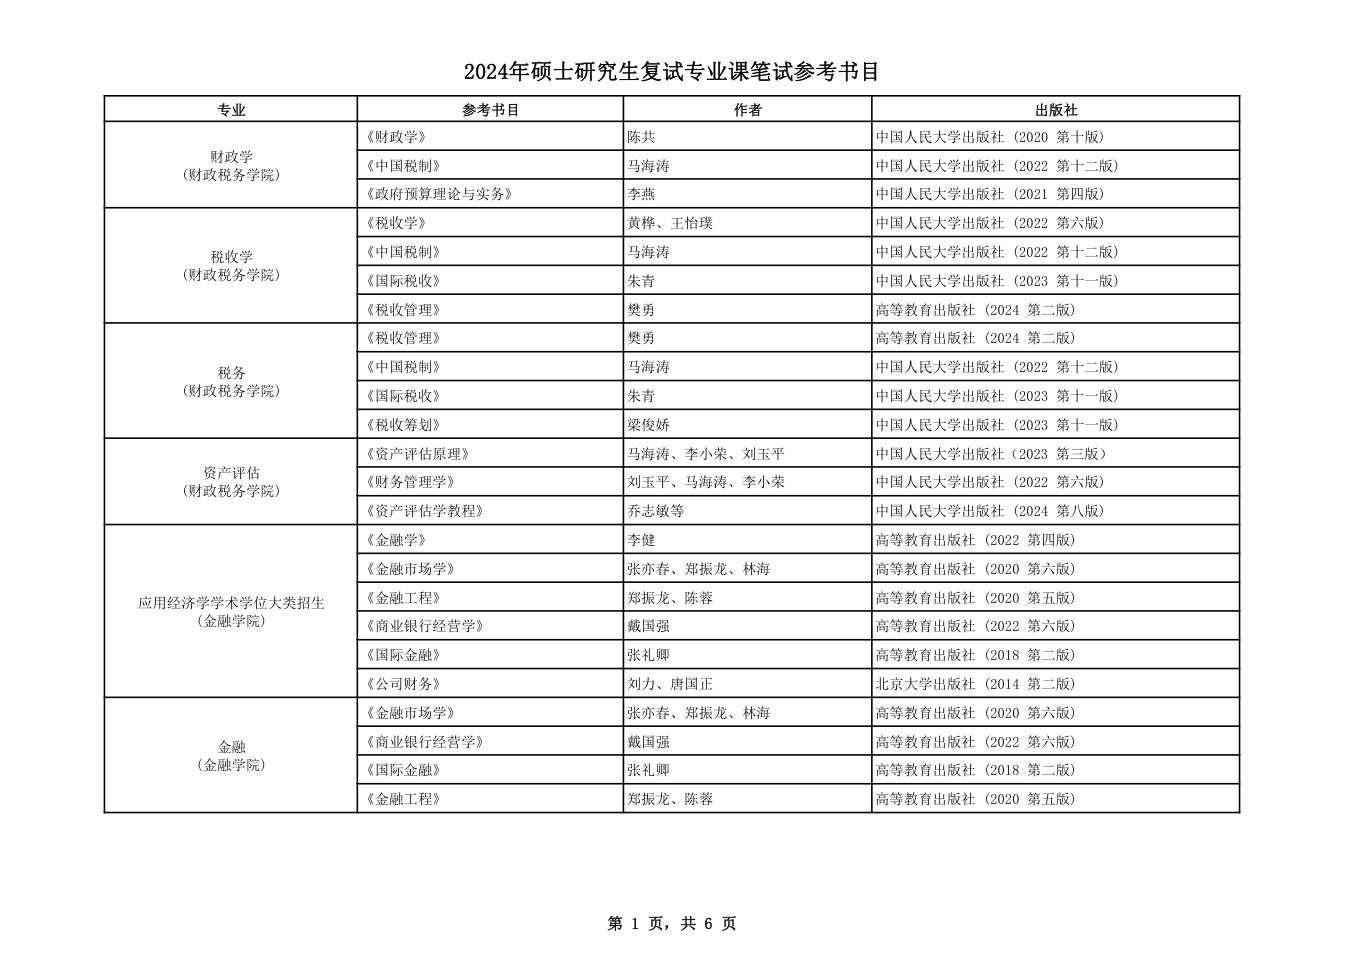 2024年硕士研究生复试专业课笔试参考书目
专业 参考书目 作者 出版社
财政学
(财政税务学院)
《财政学》 陈共 中国人民大学出版社 (2020 第十版)
《中国税制》 马海涛 中国人民大学出版社 (2022 第十二版)
《政府预算理论与实务》 李燕 中国人民大学出版社 (2021 第四版)
税收学
(财政税务学院)
《税收学》 黄桦、王怡璞 中国人民大学出版社 (2022 第六版)
《中国税制》 马海涛 中国人民大学出版社 (2022 第十二版)
《国际税收》 朱青 中国人民大学出版社 (2023 第十一版)
《税收管理》 樊勇 高等教育出版社 (2024 第二版)
税务
(财政税务学院)
《税收管理》 樊勇 高等教育出版社 (2024 第二版)
《中国税制》 马海涛 中国人民大学出版社 (2022 第十二版)
《国际税收》 朱青 中国人民大学出版社 (2023 第十一版)
《税收筹划》 梁俊娇 中国人民大学出版社 (2023 第十一版)
资产评估
(财政税务学院)
《资产评估原理》 马海涛、李小荣、刘玉平 中国人民大学出版社（2023 第三版）
《财务管理学》 刘玉平、马海涛、李小荣 中国人民大学出版社 (2022 第六版)
《资产评估学教程》 乔志敏等 中国人民大学出版社 (2024 第八版)
应用经济学学术学位大类招生
(金融学院)
《金融学》 李健 高等教育出版社 (2022 第四版)
《金融市场学》 张亦春、郑振龙、林海 高等教育出版社 (2020 第六版)
《金融工程》 郑振龙、陈蓉 高等教育出版社 (2020 第五版)
《商业银行经营学》 戴国强 高等教育出版社 (2022 第六版)
《国际金融》 张礼卿 高等教育出版社 (2018 第二版)
《公司财务》 刘力、唐国正 北京大学出版社 (2014 第二版)
金融
(金融学院)
《金融市场学》 张亦春、郑振龙、林海 高等教育出版社 (2020 第六版)
《商业银行经营学》 戴国强 高等教育出版社 (2022 第六版)
《国际金融》 张礼卿 高等教育出版社 (2018 第二版)
《金融工程》 郑振龙、陈蓉 高等教育出版社 (2020 第五版)
第 1 页，共 6 页